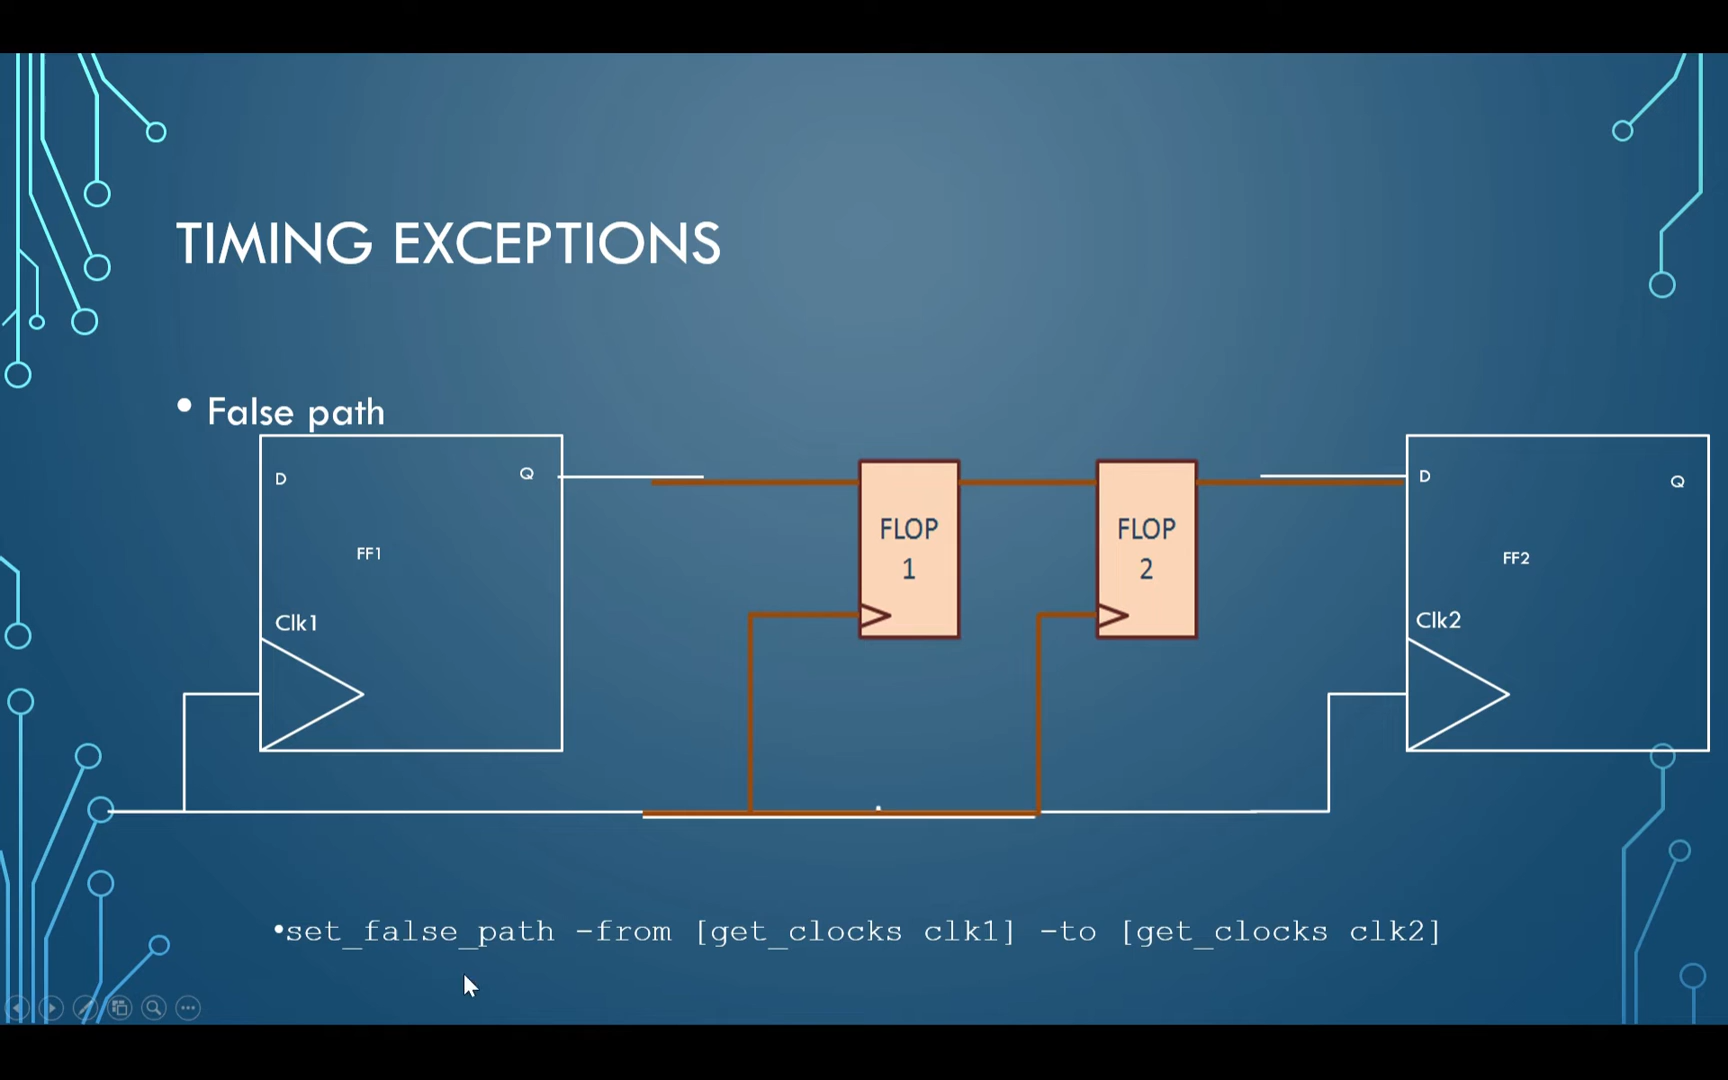 TIMING EXCEPTIONS
• False path
D
Q
FF1
Clk1
FLOP
1
FLOP
2
D
Q
FF2
Clk2
•set_false_path -from [get_clocks clk1] -to [get_clocks clk2]